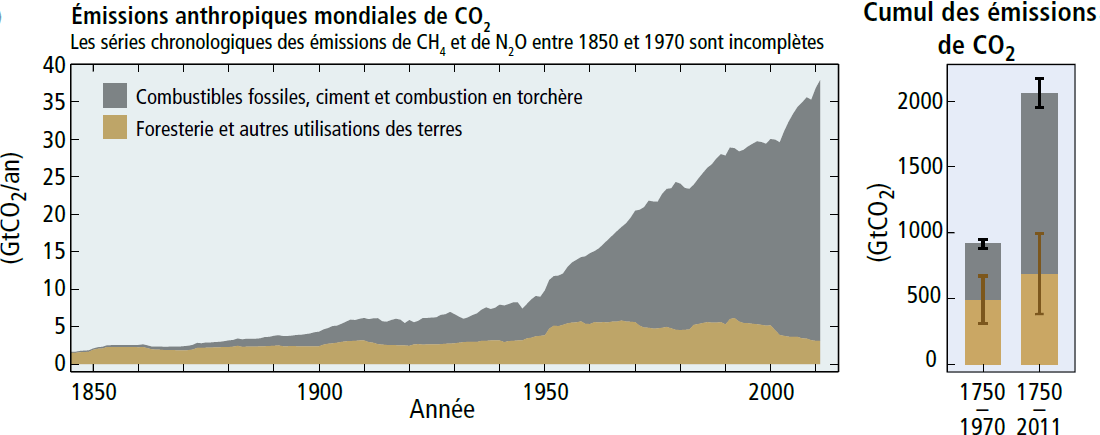 Émissions anthropiques mondiales de CO₂
Les séries chronologiques des émissions de CH₄ et de N₂O entre 1850 et 1970 sont incomplètes
(GtCO₂/an)
40
35
30
25
20
15
10
5
0
Combustibles fossiles, ciment et combustion en torchère
Foresterie et autres utilisations des terres
1850 1900 1950 2000
Année
Cumul des émissions
de CO₂
(GtCO₂)
2000
1500
1000
500
0
1750 1750
– –
1970 2011